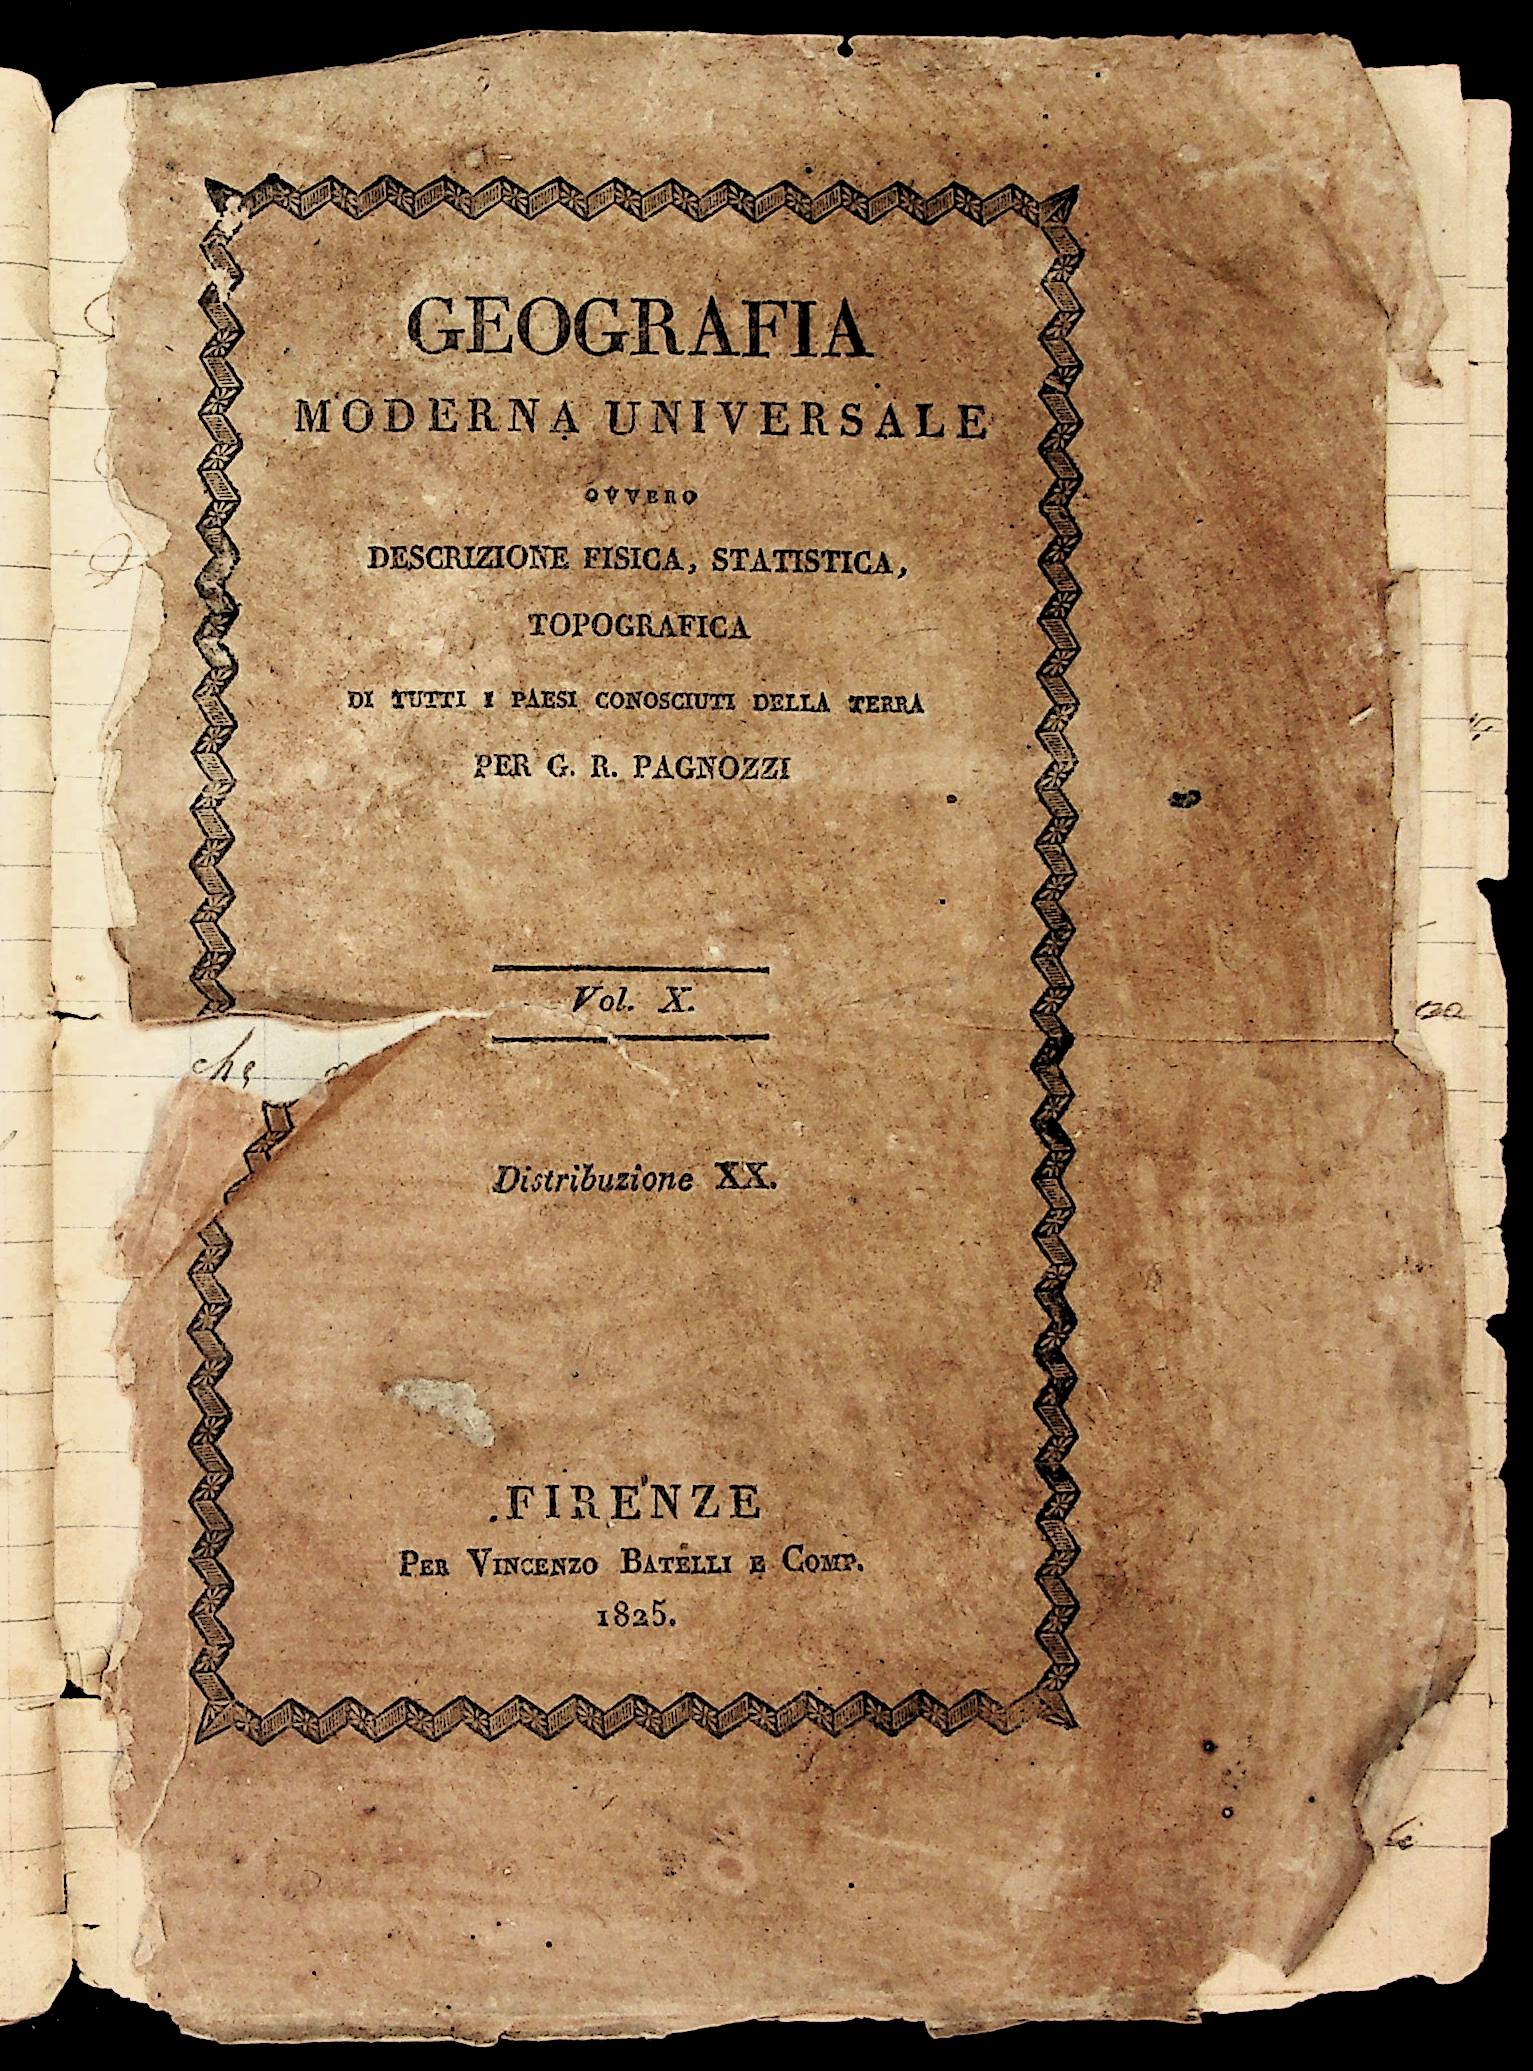 GEOGRAFIA
MODERNA UNIVERSALE
OVVERO
DESCRIZIONE FISICA, STATISTICA,
TOPOGRAFICA
DI TUTTI I PAESI CONOSCIUTI DELLA TERRA
PER G. R. PAGNOZZI
Vol. X.
che
Distribuzione XX.
FIRENZE
PER VINCENZO BATELLI E COMP.
1825.